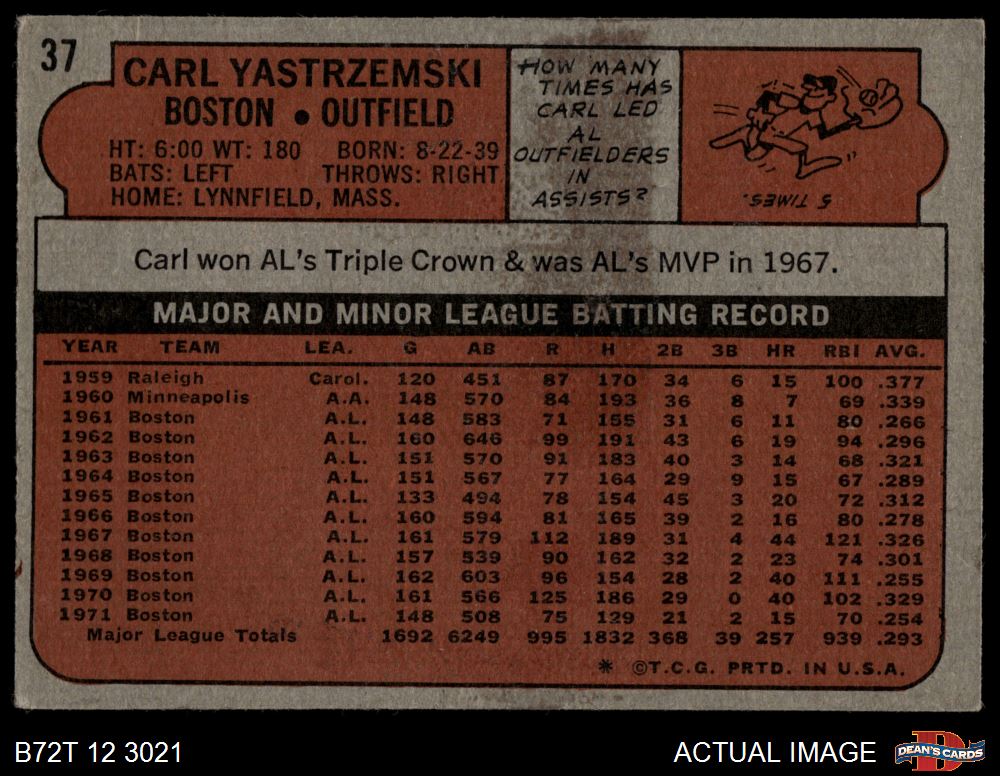 37
CARL YASTRZEMSKI
BOSTON • OUTFIELD
HT: 6:00 WT: 180 BORN: 8-22-39
BATS: LEFT THROWS: RIGHT
HOME: LYNNFIELD, MASS.
HOW MANY
TIMES HAS
CARL LED
AL
OUTFIELDERS
IN
ASSISTS?
5 TIMES.
Carl won AL's Triple Crown & was AL's MVP in 1967.
MAJOR AND MINOR LEAGUE BATTING RECORD
YEAR TEAM LEA. G AB R H 2B 3B HR RBI AVG.
1959 Raleigh Carol. 120 451 87 170 34 6 15 100 .377
1960 Minneapolis A.A. 148 570 84 193 36 8 7 69 .339
1961 Boston A.L. 148 583 71 155 31 6 11 80 .266
1962 Boston A.L. 160 646 99 191 43 6 19 94 .296
1963 Boston A.L. 151 570 91 183 40 3 14 68 .321
1964 Boston A.L. 151 567 77 164 29 9 15 67 .289
1965 Boston A.L. 133 494 78 154 45 3 20 72 .312
1966 Boston A.L. 160 594 81 165 39 2 16 80 .278
1967 Boston A.L. 161 579 112 189 31 4 44 121 .326
1968 Boston A.L. 157 539 90 162 32 2 23 74 .301
1969 Boston A.L. 162 603 96 154 28 2 40 111 .255
1970 Boston A.L. 161 566 125 186 29 0 40 102 .329
1971 Boston A.L. 148 508 75 129 21 2 15 70 .254
Major League Totals 1692 6249 995 1832 368 39 257 939 .293
* ©T.C.G. PRTD. IN U.S.A.
B72T 12 3021
ACTUAL IMAGE
DEAN'S CARDS